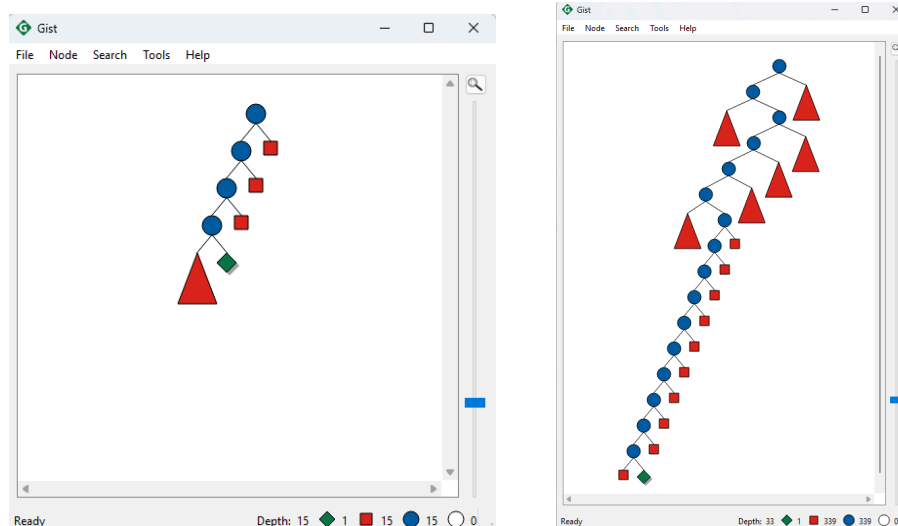 Gist
File Node Search Tools Help
Ready Depth: 15 1 15 15 0
Gist
File Node Search Tools Help
Ready Depth: 33 1 339 339 0